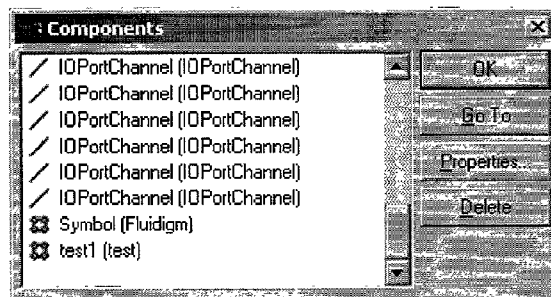 Components
IOPortChannel (IOPortChannel)
IOPortChannel (IOPortChannel)
IOPortChannel (IOPortChannel)
IOPortChannel (IOPortChannel)
IOPortChannel (IOPortChannel)
IOPortChannel (IOPortChannel)
Symbol (Fluidigm)
test1 (test)
OK
Go To
Properties...
Delete